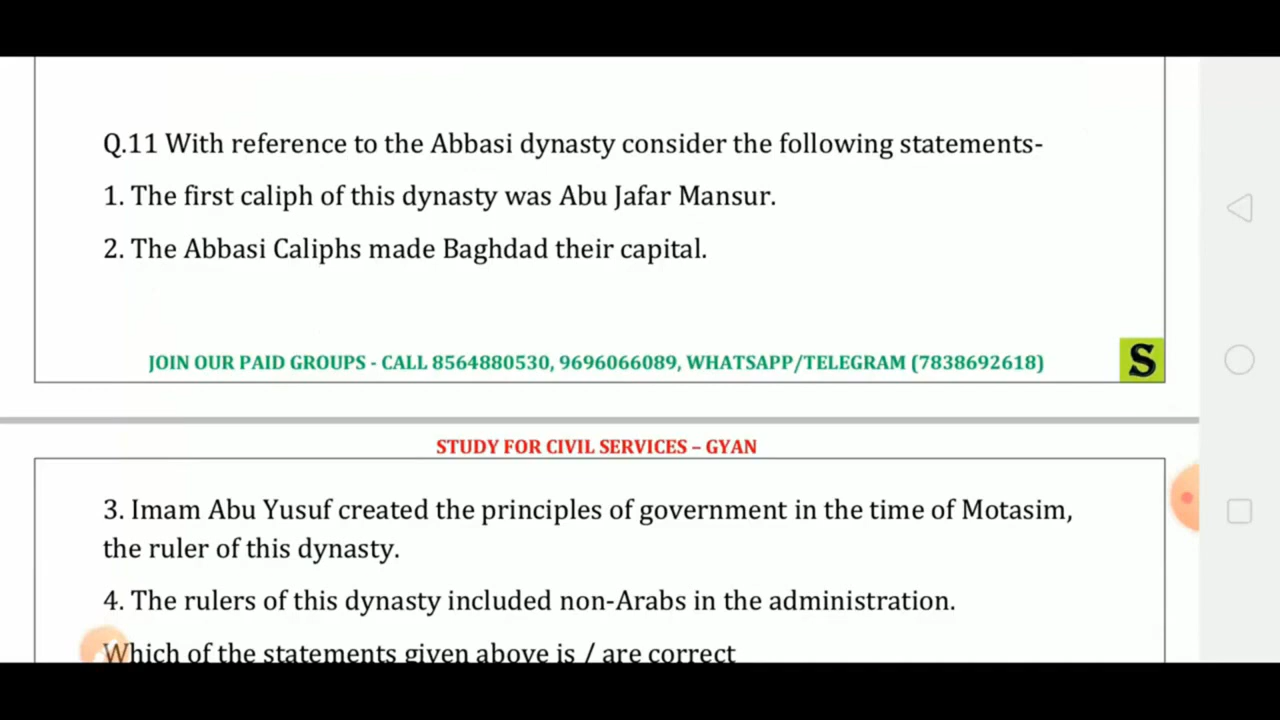 Q.11 With reference to the Abbasi dynasty consider the following statements-
1. The first caliph of this dynasty was Abu Jafar Mansur.
2. The Abbasi Caliphs made Baghdad their capital.
JOIN OUR PAID GROUPS - CALL 8564880530, 9696066089, WHATSAPP/TELEGRAM (7838692618)
S
STUDY FOR CIVIL SERVICES – GYAN
3. Imam Abu Yusuf created the principles of government in the time of Motasim,
the ruler of this dynasty.
4. The rulers of this dynasty included non-Arabs in the administration.
Which of the statements given above is / are correct